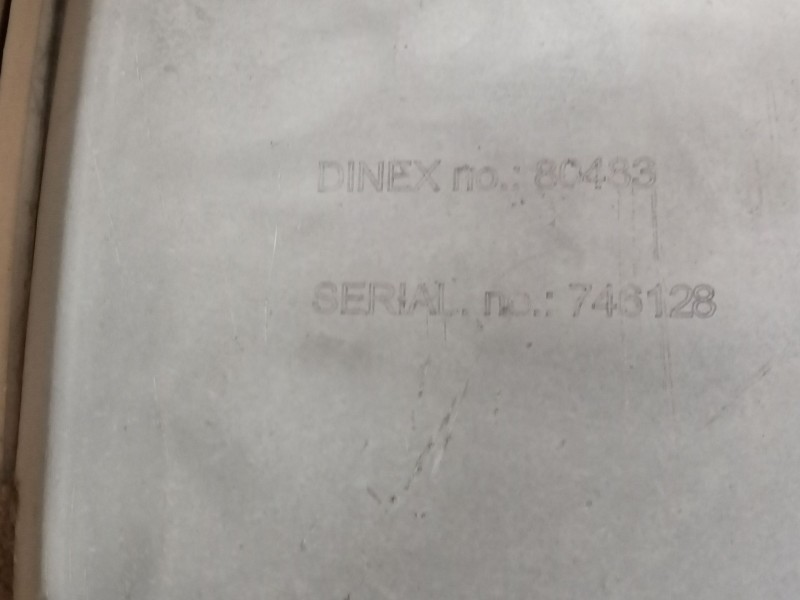 DINEX no.: 80433
SERIAL. no.: 746128